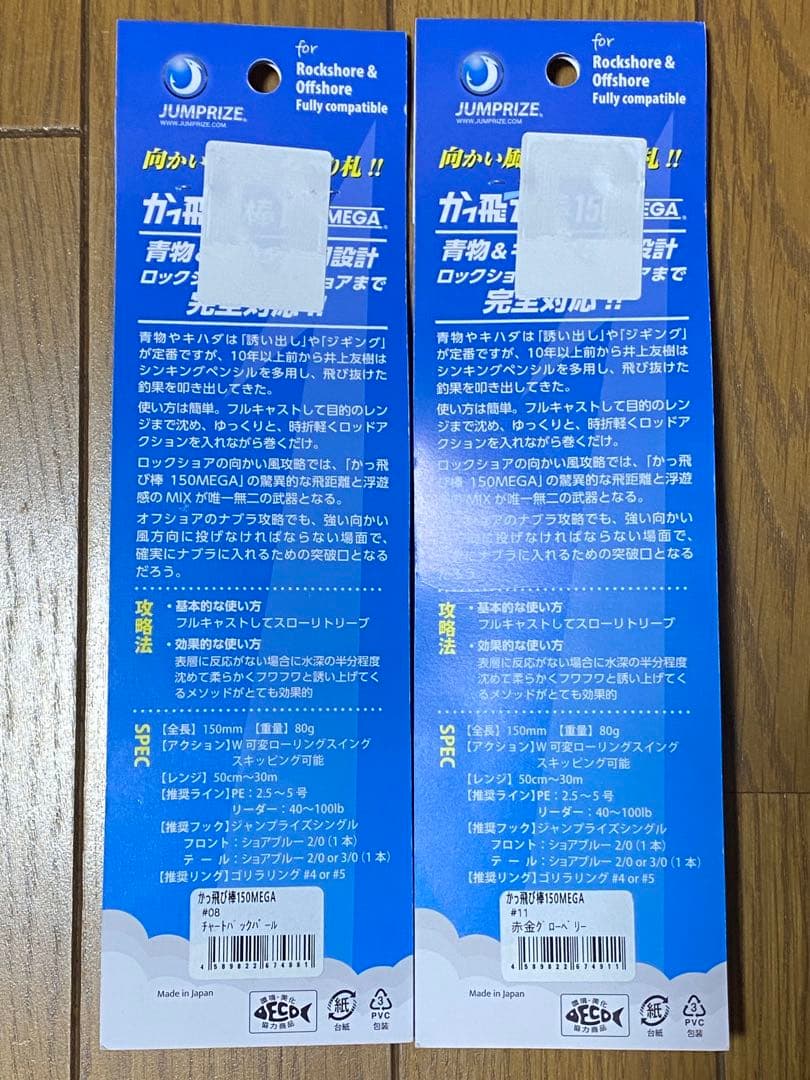 for
Rockshore &
Offshore
Fully compatible
JUMPRIZE®
WWW.JUMPRIZE.COM
向かい 札!!
かっ飛 棒1 MEGA®
青物& 設計
ロックショ ョアまで
青物やキハダは「誘い出し」や「ジギング」
が定番ですが、10年以上前から井上友樹は
シンキングペンシルを多用し、飛び抜けた
釣果を叩き出してきた。
使い方は簡単。フルキャストして目的のレン
ジまで沈め、ゆっくりと、時折軽くロッドア
クションを入れながら巻くだけ。
ロックショアの向かい風攻略では、「かっ飛
び棒 150MEGA」の驚異的な飛距離と浮遊
感の MIX が唯一無二の武器となる。
オフショアのナブラ攻略でも、強い向かい
風方向に投げなければならない場面で、
確実にナブラに入れるための突破口となる
だろう。
攻略法
・基本的な使い方
フルキャストしてスローリトリーブ
・効果的な使い方
表層に反応がない場合に水深の半分程度
沈めて柔らかくフワフワと誘い上げてく
るメソッドがとても効果的
SPEC
【全長】150mm 【重量】80g
【アクション】W 可変ローリングスイング
スキッピング可能
【レンジ】50cm〜30m
【推奨ライン】PE:2.5〜5 号
リーダー:40〜100lb
【推奨フック】ジャンプライズシングル
フロント:ショアブルー 2/0(1本)
テ ー ル:ショアブルー 2/0 or 3/0(1本)
【推奨リング】ゴリラリング #4 or #5
かっ飛び棒150MEGA
#08
チャートバックパール
4 589822 674881
Made in Japan
環境・美化
ECO
協力商品
紙
台紙
3
PVC
包装
for
Rockshore &
Offshore
Fully compatible
JUMPRIZE®
WWW.JUMPRIZE.COM
向かい風 札!!
かっ飛 150 EGA®
青物& 設計
ロックショ ョアまで
完全対応!!
青物やキハダは「誘い出し」や「ジギング」
が定番ですが、10年以上前から井上友樹は
シンキングペンシルを多用し、飛び抜けた
釣果を叩き出してきた。
使い方は簡単。フルキャストして目的のレン
ジまで沈め、ゆっくりと、時折軽くロッドア
クションを入れながら巻くだけ。
ロックショアの向かい風攻略では、「かっ飛
び棒 150MEGA」の驚異的な飛距離と浮遊
感の MIX が唯一無二の武器となる。
オフショアのナブラ攻略でも、強い向かい
風方向に投げなければならない場面で、
確実にナブラに入れるための突破口となる
だろう。
攻略法
・基本的な使い方
フルキャストしてスローリトリーブ
・効果的な使い方
表層に反応がない場合に水深の半分程度
沈めて柔らかくフワフワと誘い上げてく
るメソッドがとても効果的
SPEC
【全長】150mm 【重量】80g
【アクション】W 可変ローリングスイング
スキッピング可能
【レンジ】50cm〜30m
【推奨ライン】PE:2.5〜5 号
リーダー:40〜100lb
【推奨フック】ジャンプライズシングル
フロント:ショアブルー 2/0(1本)
テ ー ル:ショアブルー 2/0 or 3/0(1本)
【推奨リング】ゴリラリング #4 or #5
かっ飛び棒150MEGA
#11
赤金グローベリー
4 589822 674911
Made in Japan
環境・美化
ECO
協力商品
紙
台紙
3
PVC
包装